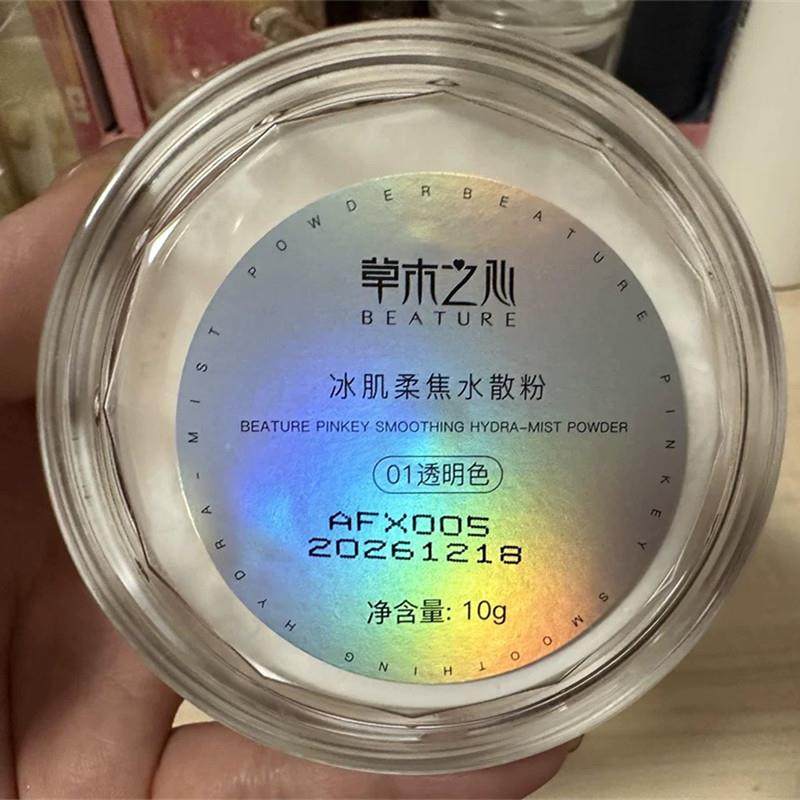 草木之心
BEATURE
冰肌柔焦水散粉
BEATURE PINKEY SMOOTHING HYDRA-MIST POWDER
01透明色
AFX005
20261218
净含量: 10g
BEATURE PINKEY SMOOTHING HYDRA-MIST POWDER